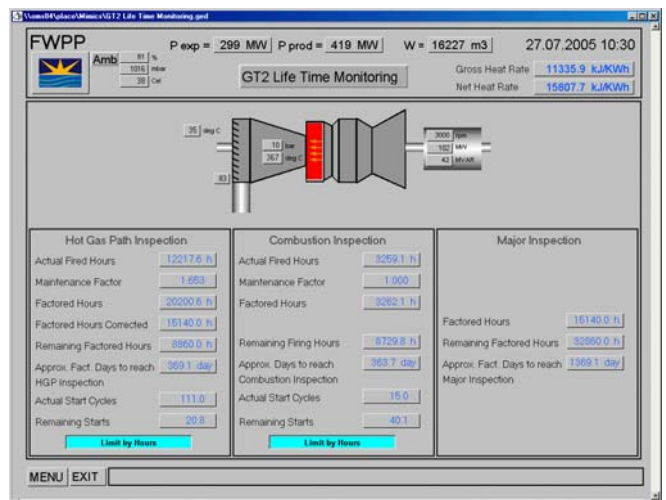 \\oms04\place\Mimics\GT2 Life Time Monitoring.ged
FWPP
P exp = 299 MW P prod = 419 MW W = 16227 m3 27.07.2005 10:30
Amb 61 %
1016 mbar
38 Cel
GT2 Life Time Monitoring
Gross Heat Rate 11335.9 kJ/KWh
Net Heat Rate 15807.7 kJ/KWh
35 deg C
10 bar
367 deg C
83
3000 rpm
102 MW
42 MVAR
Hot Gas Path Inspection
Actual Fired Hours 12217.6 h
Maintenance Factor 1.653
Factored Hours 20200.6 h
Factored Hours Corrected 15140.0 h
Remaining Factored Hours 8860.0 h
Approx. Fact. Days to reach 369.1 day
HGP Inspection
Actual Start Cycles 111.0
Remaining Starts 20.8
Limit by Hours
Combustion Inspection
Actual Fired Hours 3259.1 h
Maintenance Factor 1.000
Factored Hours 3262.1 h
Remaining Firing Hours 8729.8 h
Approx. Days to reach 363.7 day
Combustion Inspection
Actual Start Cycles 15.0
Remaining Starts 40.1
Limit by Hours
Major Inspection
Factored Hours 15140.0 h
Remaining Factored Hours 32860.0 h
Approx. Fact. Days to reach 1369.1 day
Major Inspection
MENU EXIT